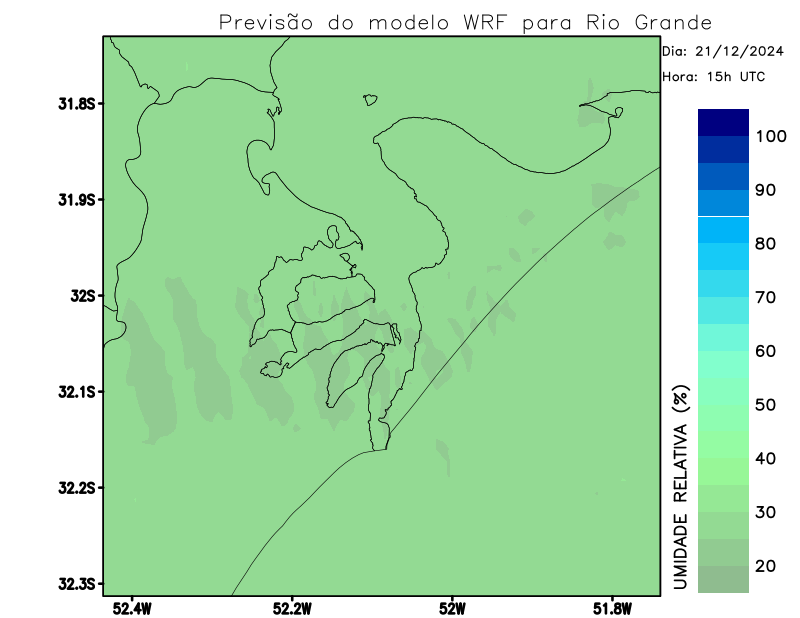 Previsão do modelo WRF para Rio Grande
Dia: 21/12/2024
Hora: 15h UTC
31.8S
31.9S
32S
32.1S
32.2S
32.3S
52.4W
52.2W
52W
51.8W
UMIDADE RELATIVA (%)
100
90
80
70
60
50
40
30
20